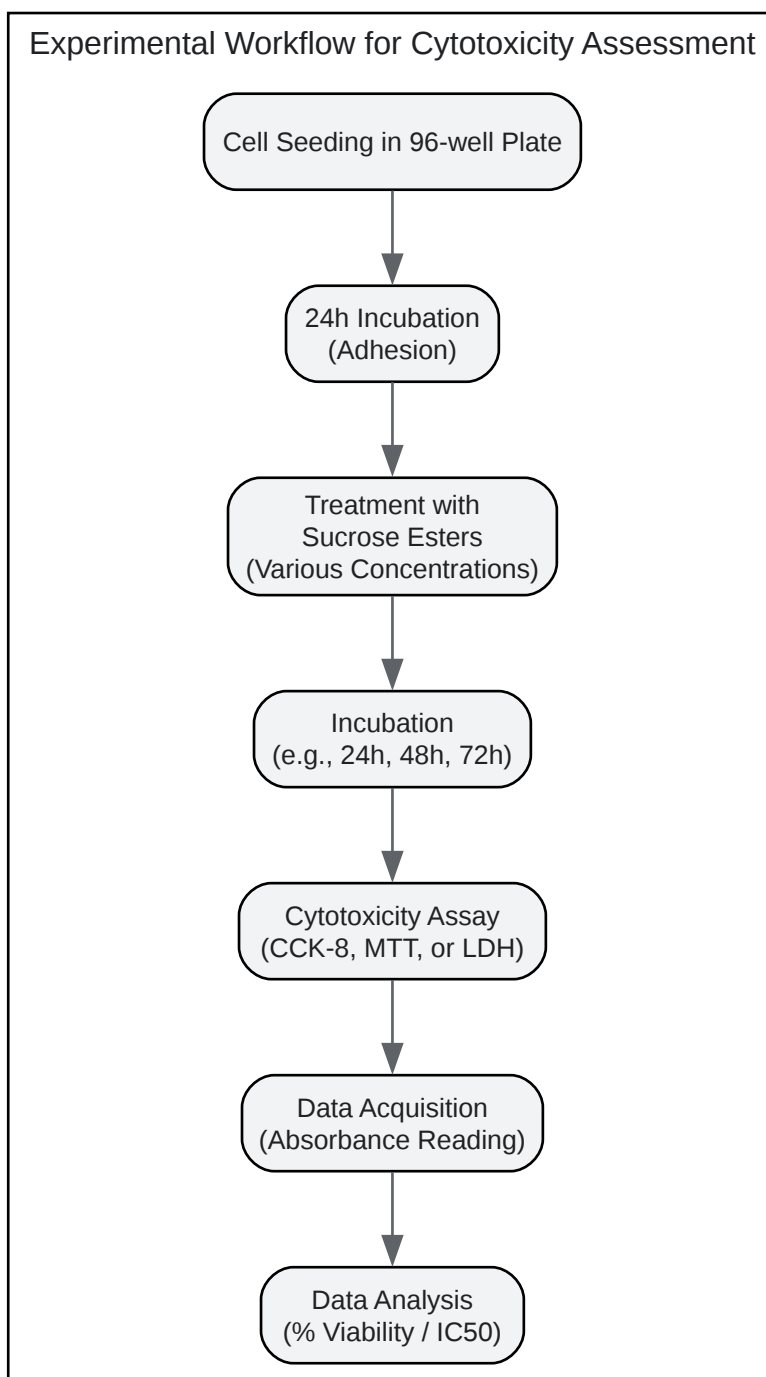 Experimental Workflow for Cytotoxicity Assessment
Cell Seeding in 96-well Plate
24h Incubation
(Adhesion)
Treatment with
Sucrose Esters
(Various Concentrations)
Incubation
(e.g., 24h, 48h, 72h)
Cytotoxicity Assay
(CCK-8, MTT, or LDH)
Data Acquisition
(Absorbance Reading)
Data Analysis
(% Viability / IC50)